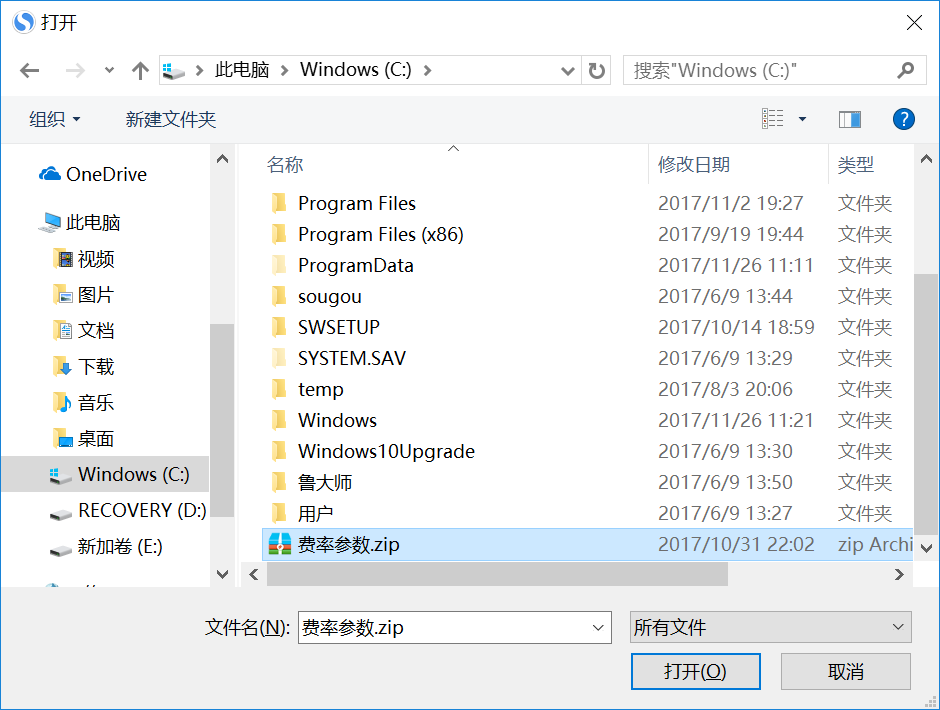 打开
此电脑 Windows (C:) 搜索"Windows (C:)"
组织 新建文件夹
名称 修改日期 类型
OneDrive
此电脑
视频
图片
文档
下载
音乐
桌面
Windows (C:)
RECOVERY (D:)
新加卷 (E:)
Program Files 2017/11/2 19:27 文件夹
Program Files (x86) 2017/9/19 19:44 文件夹
ProgramData 2017/11/26 11:11 文件夹
sougou 2017/6/9 13:44 文件夹
SWSETUP 2017/10/14 18:59 文件夹
SYSTEM.SAV 2017/6/9 13:29 文件夹
temp 2017/8/3 20:06 文件夹
Windows 2017/11/26 11:21 文件夹
Windows10Upgrade 2017/6/9 13:30 文件夹
鲁大师 2017/6/9 13:50 文件夹
用户 2017/6/9 13:27 文件夹
费率参数.zip 2017/10/31 22:02 zip Archi
文件名(N): 费率参数.zip 所有文件
打开(O) 取消